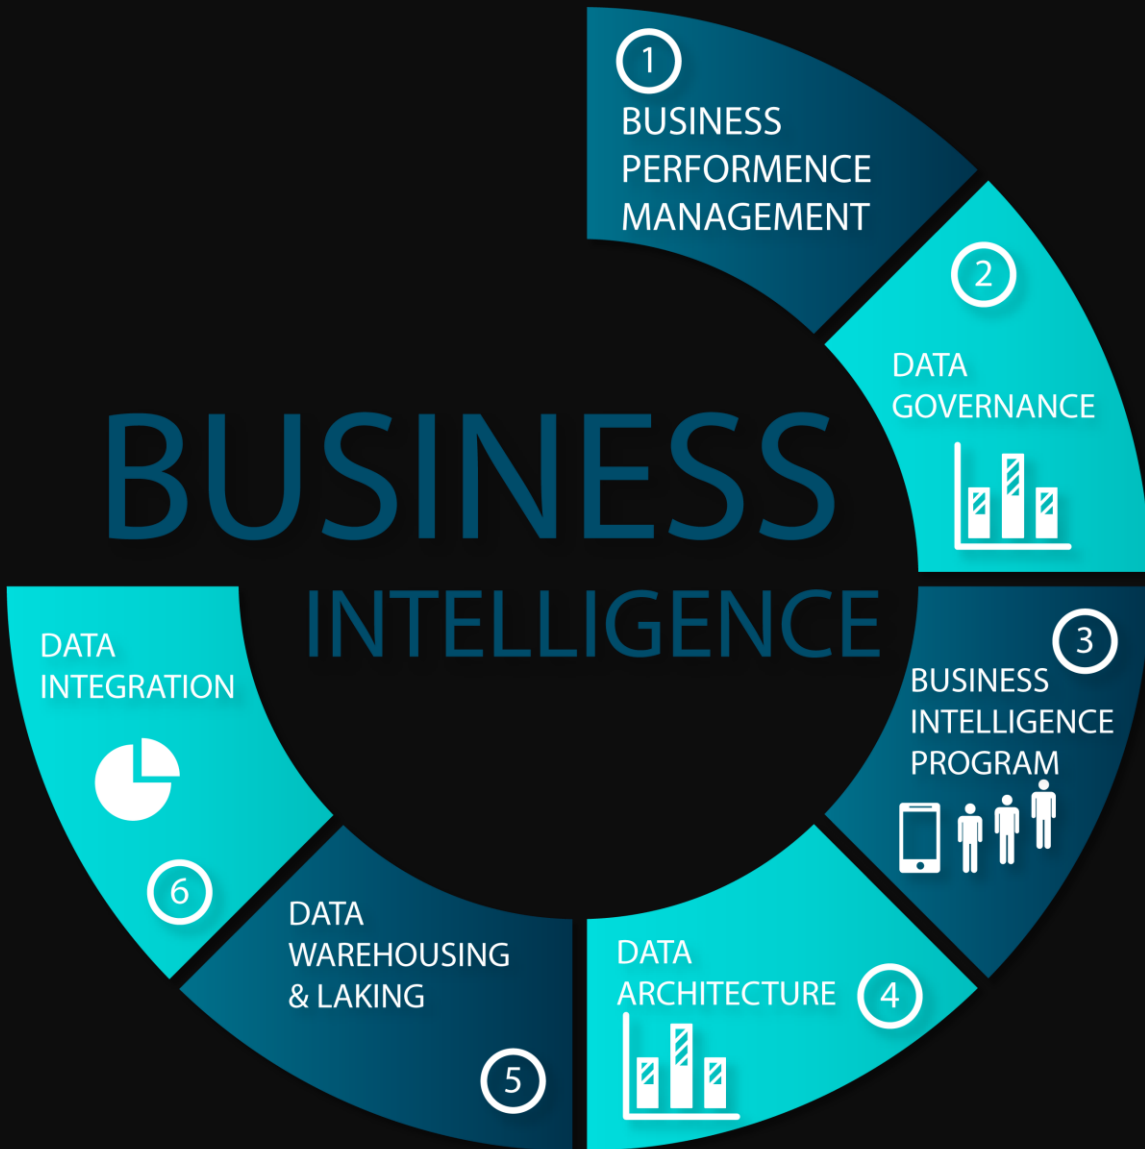 1
BUSINESS
PERFORMENCE
MANAGEMENT
2
DATA
GOVERNANCE
BUSINESS
INTELLIGENCE
3
BUSINESS
INTELLIGENCE
PROGRAM
DATA
ARCHITECTURE
4
DATA
WAREHOUSING
& LAKING
5
DATA
INTEGRATION
6